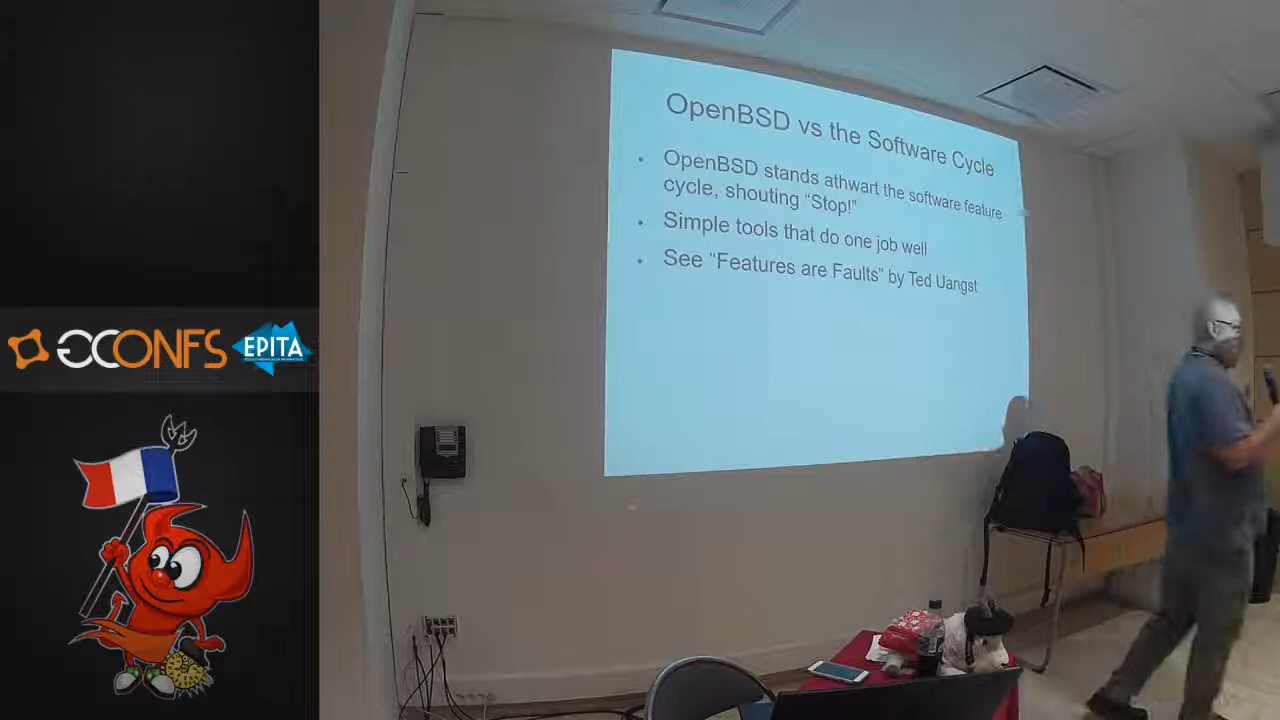 OpenBSD vs the Software Cycle
OpenBSD stands athwart the software feature
cycle, shouting “Stop!”
Simple tools that do one job well
See “Features are Faults” by Ted Uangst
GCONFS
EPITA